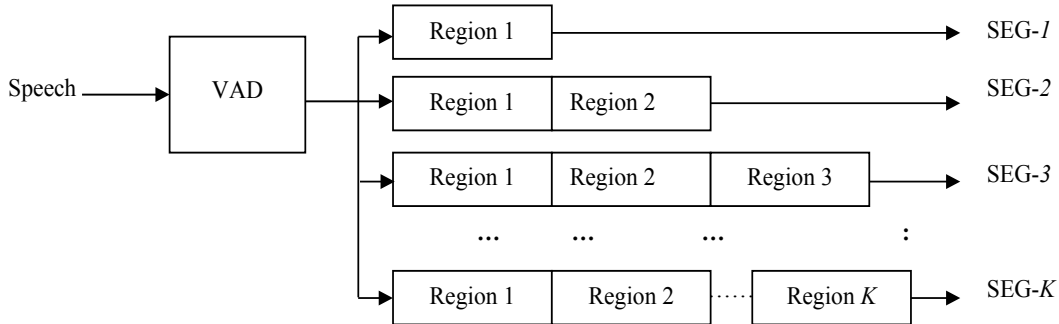 Region 1 SEG-1
Speech VAD Region 1 Region 2 SEG-2
Region 1 Region 2 Region 3 SEG-3
... ... ... :
Region 1 Region 2 ...... Region K SEG-K